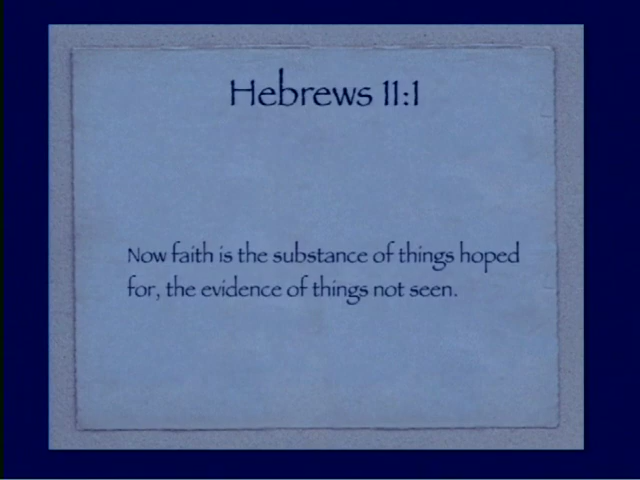 Hebrews 11:1
Now faith is the substance of things hoped
for, the evidence of things not seen.